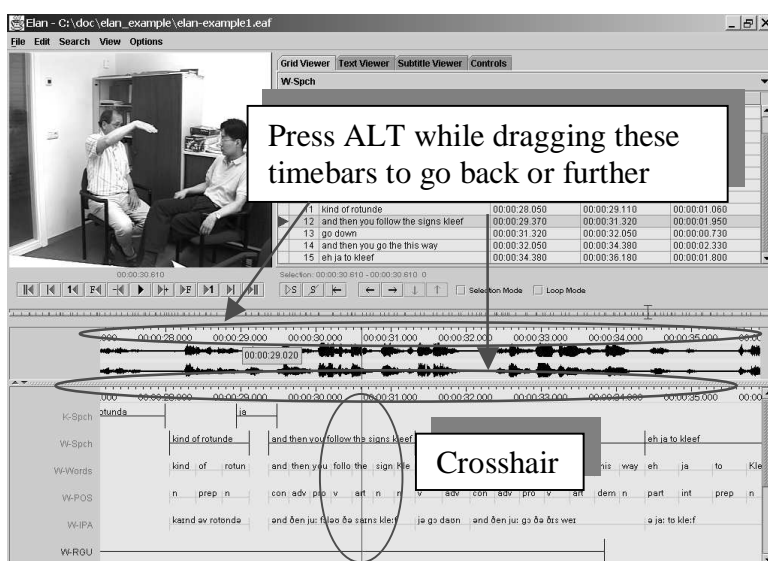 Elan - C:\doc\elan_example\elan-example1.eaf
File Edit Search View Options
Grid Viewer Text Viewer Subtitle Viewer Controls
W-Spch
Press ALT while dragging these
timebars to go back or further
11 kind of rotunde 00:00:28.050 00:00:29.110 00:00:01.060
12 and then you follow the signs kleef 00:00:29.370 00:00:31.320 00:00:01.950
13 go down 00:00:31.320 00:00:32.050 00:00:00.730
14 and then you go the this way 00:00:32.050 00:00:34.380 00:00:02.330
15 eh ja to kleef 00:00:34.380 00:00:36.180 00:00:01.800
00:00:30.610
Selection: 00:00:30.610 - 00:00:30.610 0
Selection Mode Loop Mode
.000 00:00:28.000 00:00:29.000 00:00:30.000 00:00:31.000 00:00:32.000 00:00:33.000 00:00:34.000 00:00:35.000 00:0
00:00:29.020
.000 00:00:28.000 00:00:29.000 00:00:30.000 00:00:31.000 00:00:32.000 00:00:33.000 00:00:34.000 00:00:35.000 00:0
K-Spch otunda ja
W-Spch kind of rotunde and then you follow the signs kleef eh ja to kleef
Crosshair
W-Words kind of rotun and then you follo the sign Kle his way eh ja to Kle
W-POS n prep n con adv pro v art n n v adv con adv pro v art dem n part int prep n
W-IPA
W-RGU